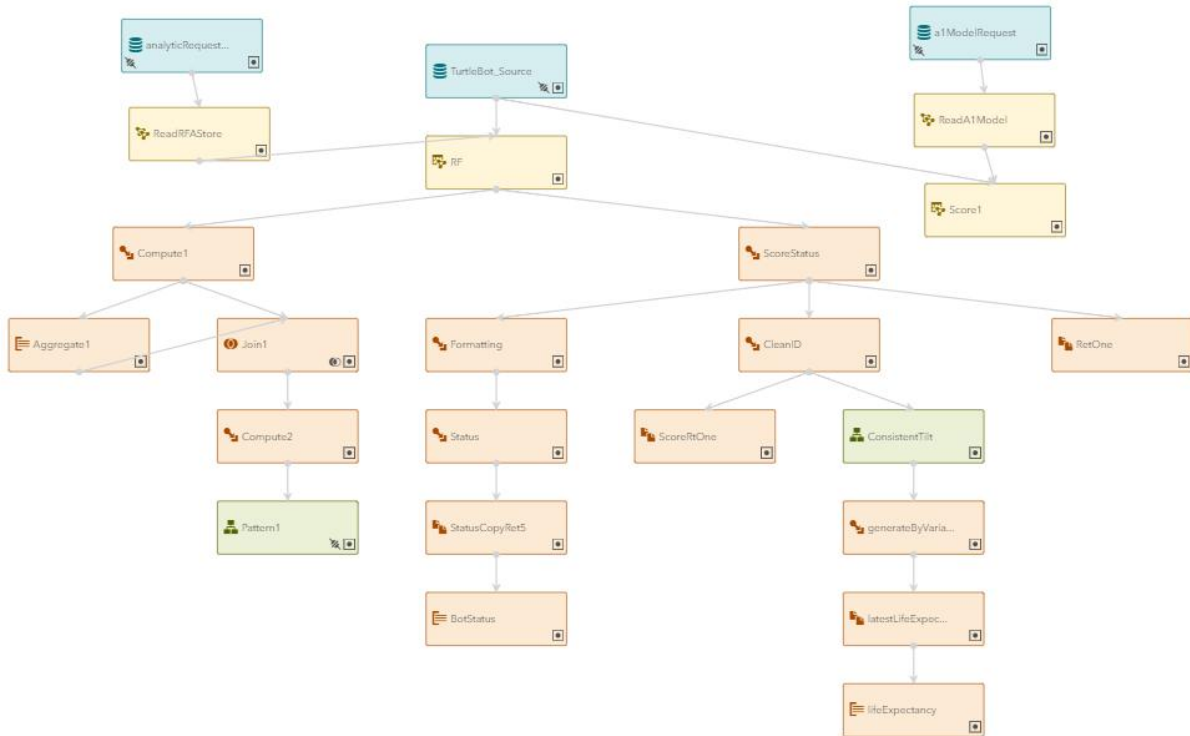 analyticRequest...
a1ModelRequest
TurtleBot_Source
ReadRFAStore
ReadA1Model
RF
Score1
Compute1
ScoreStatus
Aggregate1
Join1
Formatting
CleanID
RetOne
Compute2
Status
ScoreRtOne
ConsistentTilt
Pattern1
StatusCopyRet5
generateByVaria...
BotStatus
latestLifeExpec...
lifeExpectancy